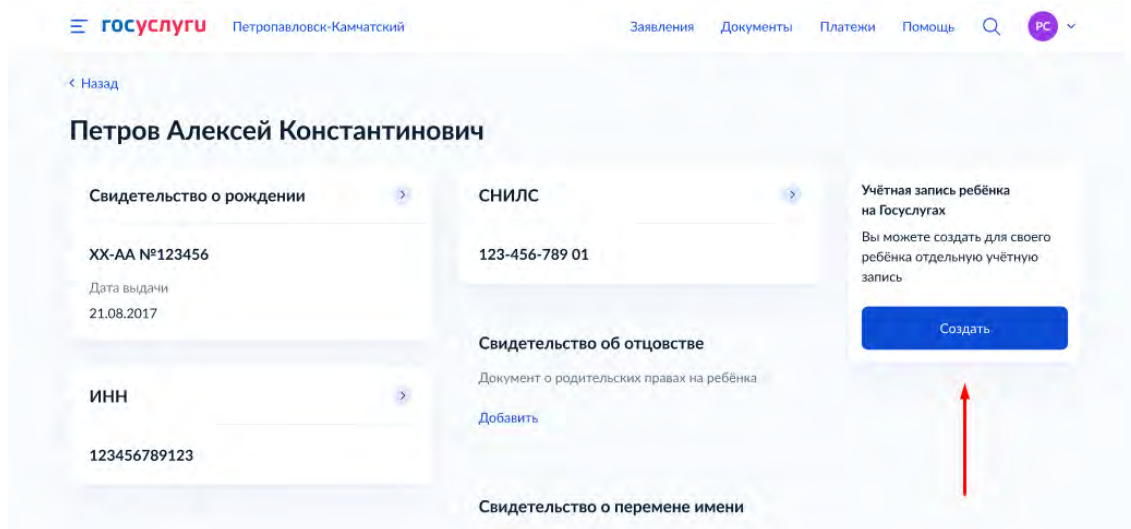 госуслуги Петропавловск-Камчатский Заявления Документы Платежи Помощь РС
Назад
Петров Алексей Константинович
Свидетельство о рождении
XX-AA №123456
Дата выдачи
21.08.2017
ИНН
123456789123
СНИЛС
123-456-789 01
Свидетельство об отцовстве
Документ о родительских правах на ребёнка
Добавить
Свидетельство о перемене имени
Учётная запись ребёнка
на Госуслугах
Вы можете создать для своего
ребёнка отдельную учётную
запись
Создать